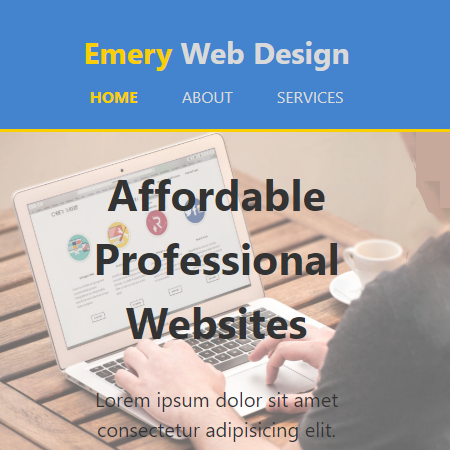 Emery Web Design
HOME ABOUT SERVICES
Affordable
Professional
Websites
Lorem ipsum dolor sit amet
consectetur adipisicing elit.